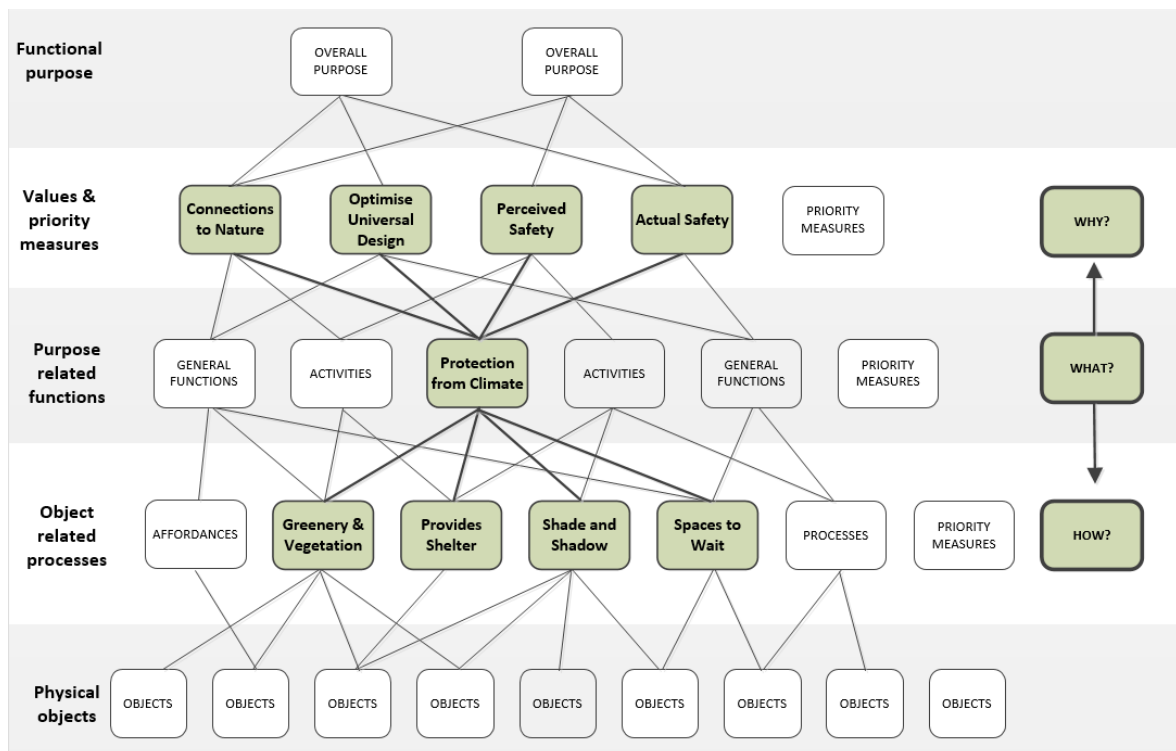 Functional
purpose
OVERALL
PURPOSE
OVERALL
PURPOSE
Values &
priority
measures
Connections
to Nature
Optimise
Universal
Design
Perceived
Safety
Actual Safety
PRIORITY
MEASURES
WHY?
Purpose
related
functions
GENERAL
FUNCTIONS
ACTIVITIES
Protection
from Climate
ACTIVITIES
GENERAL
FUNCTIONS
PRIORITY
MEASURES
WHAT?
Object
related
processes
AFFORDANCES
Greenery &
Vegetation
Provides
Shelter
Shade and
Shadow
Spaces to
Wait
PROCESSES
PRIORITY
MEASURES
HOW?
Physical
objects
OBJECTS
OBJECTS
OBJECTS
OBJECTS
OBJECTS
OBJECTS
OBJECTS
OBJECTS
OBJECTS